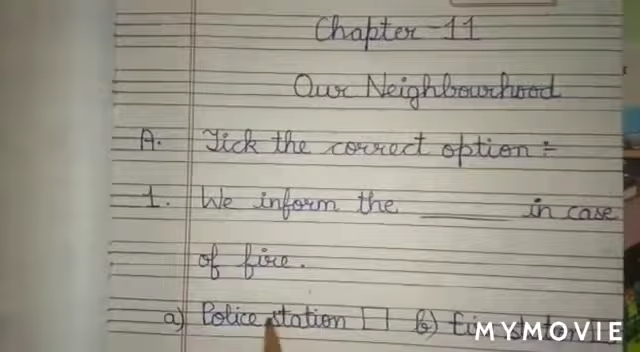 Chapter-11
Our Neighbourhood
A. Tick the correct option :-
1. We inform the ______ in case
of fire.
a) Police station [ ] b)
MYMOVIE